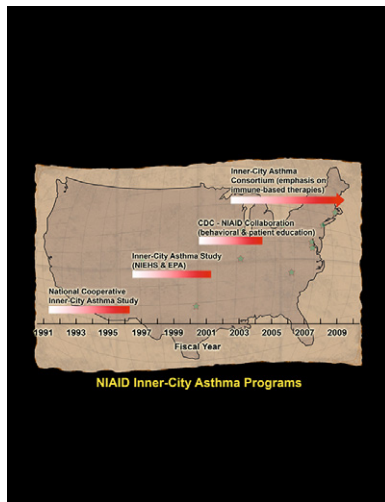 Inner-City Asthma
Consortium (emphasis on
immune-based therapies)
CDC - NIAID Collaboration
(behavioral & patient education)
Inner-City Asthma Study
(NIEHS & EPA)
National Cooperative
Inner-City Asthma Study
1991 1993 1995 1997 1999 2001 2003 2005 2007 2009
Fiscal Year
NIAID Inner-City Asthma Programs